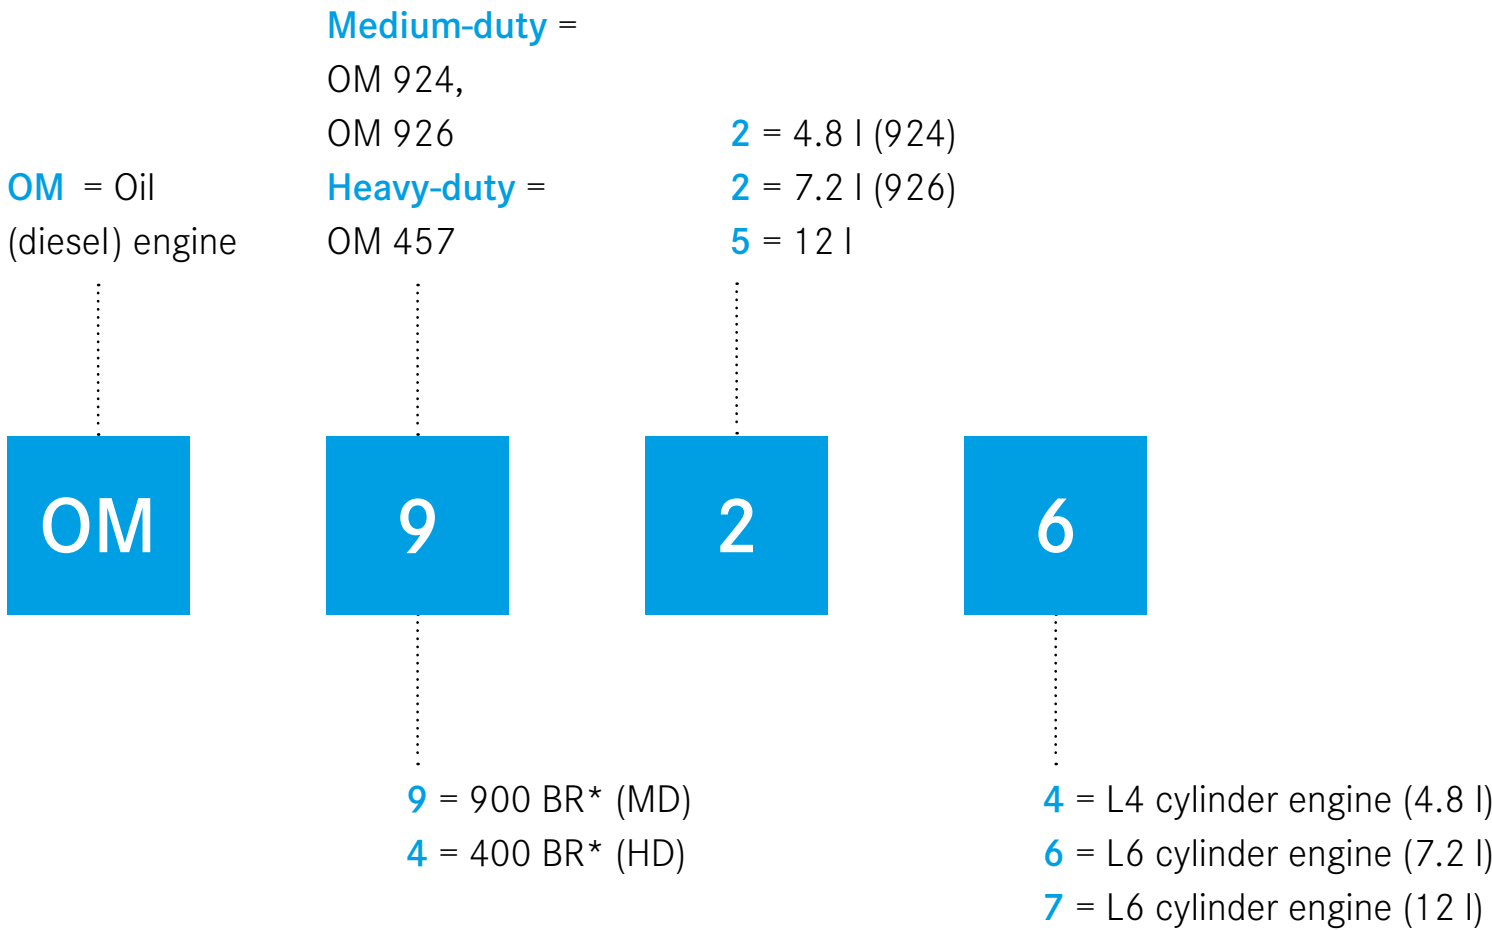 OM = Oil
(diesel) engine
Medium-duty =
OM 924,
OM 926
Heavy-duty =
OM 457
2 = 4.8 l (924)
2 = 7.2 l (926)
5 = 12 l
OM
9
2
6
9 = 900 BR* (MD)
4 = 400 BR* (HD)
4 = L4 cylinder engine (4.8 l)
6 = L6 cylinder engine (7.2 l)
7 = L6 cylinder engine (12 l)